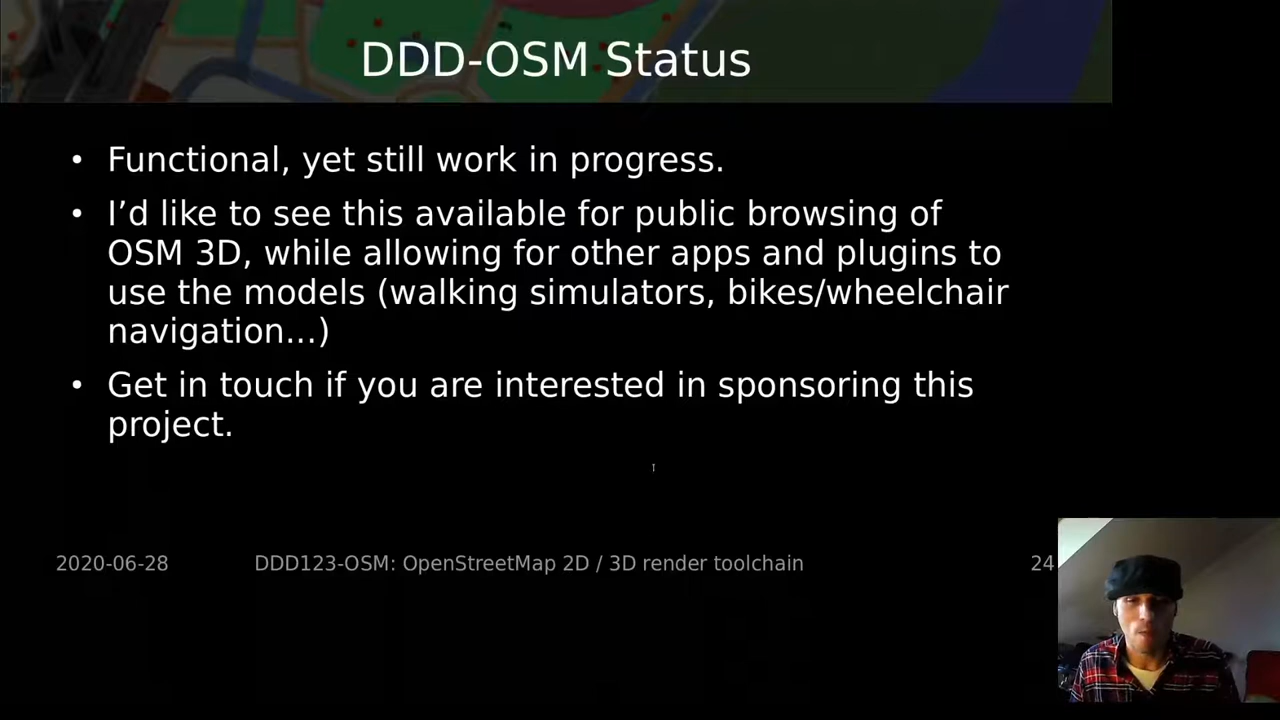 DDD-OSM Status
• Functional, yet still work in progress.
• I’d like to see this available for public browsing of
OSM 3D, while allowing for other apps and plugins to
use the models (walking simulators, bikes/wheelchair
navigation...)
• Get in touch if you are interested in sponsoring this
project.
2020-06-28 DDD123-OSM: OpenStreetMap 2D / 3D render toolchain 24